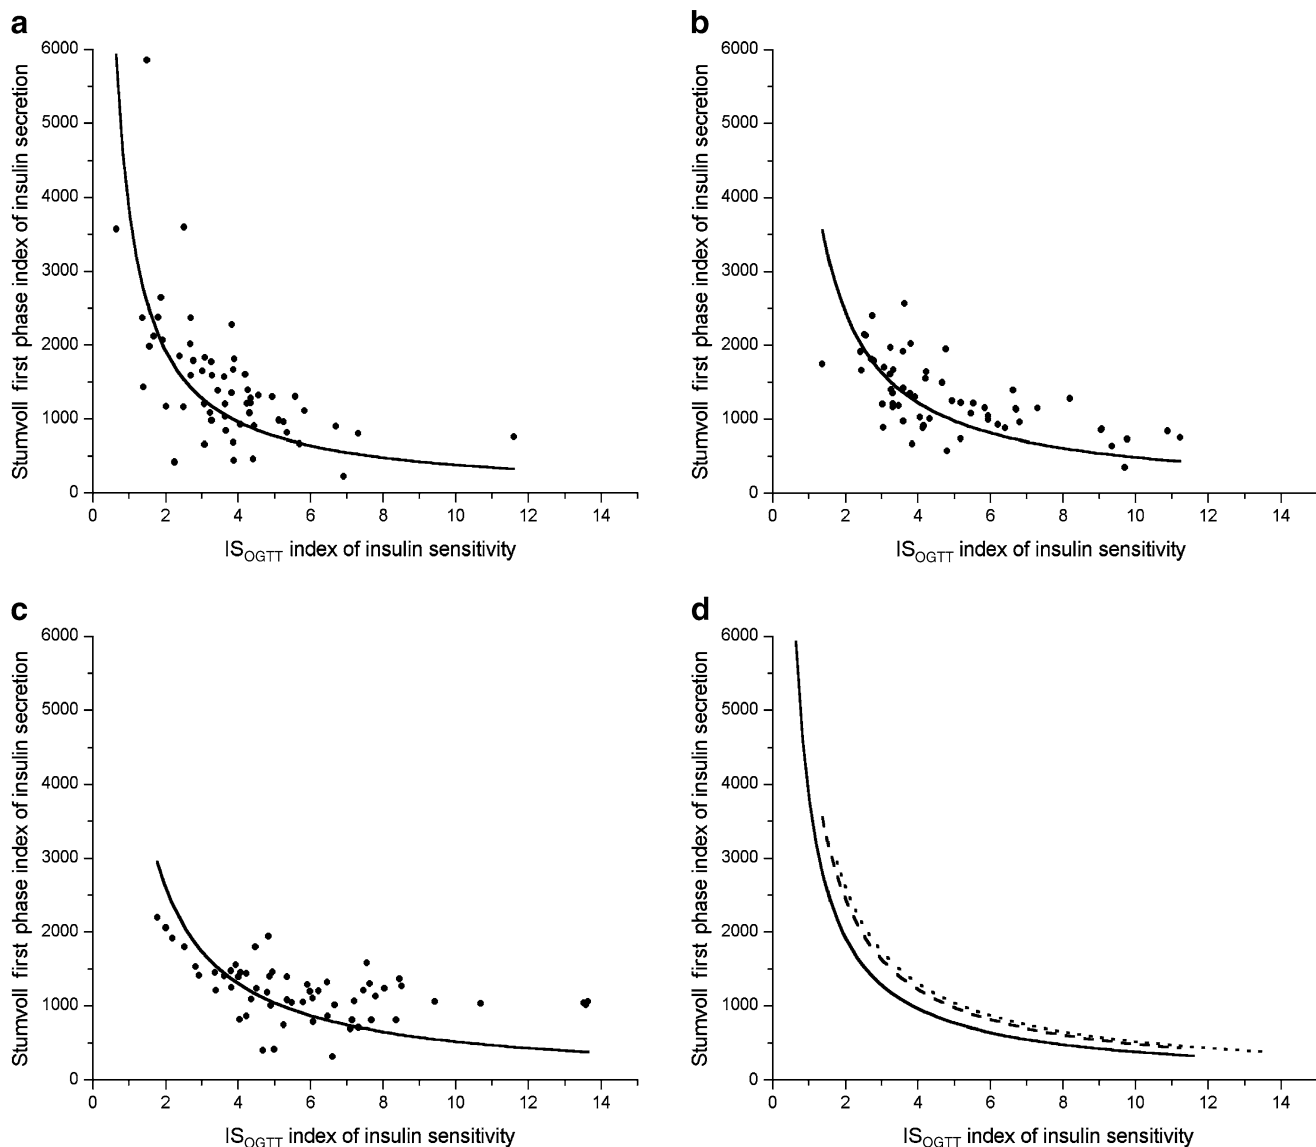 a
Stumvoll first phase index of insulin secretion
6000
5000
4000
3000
2000
1000
0
0 2 4 6 8 10 12 14
IS_OGTT index of insulin sensitivity
b
Stumvoll first phase index of insulin secretion
6000
5000
4000
3000
2000
1000
0
0 2 4 6 8 10 12 14
IS_OGTT index of insulin sensitivity
c
Stumvoll first phase index of insulin secretion
6000
5000
4000
3000
2000
1000
0
0 2 4 6 8 10 12 14
IS_OGTT index of insulin sensitivity
d
Stumvoll first phase index of insulin secretion
6000
5000
4000
3000
2000
1000
0
0 2 4 6 8 10 12 14
IS_OGTT index of insulin sensitivity